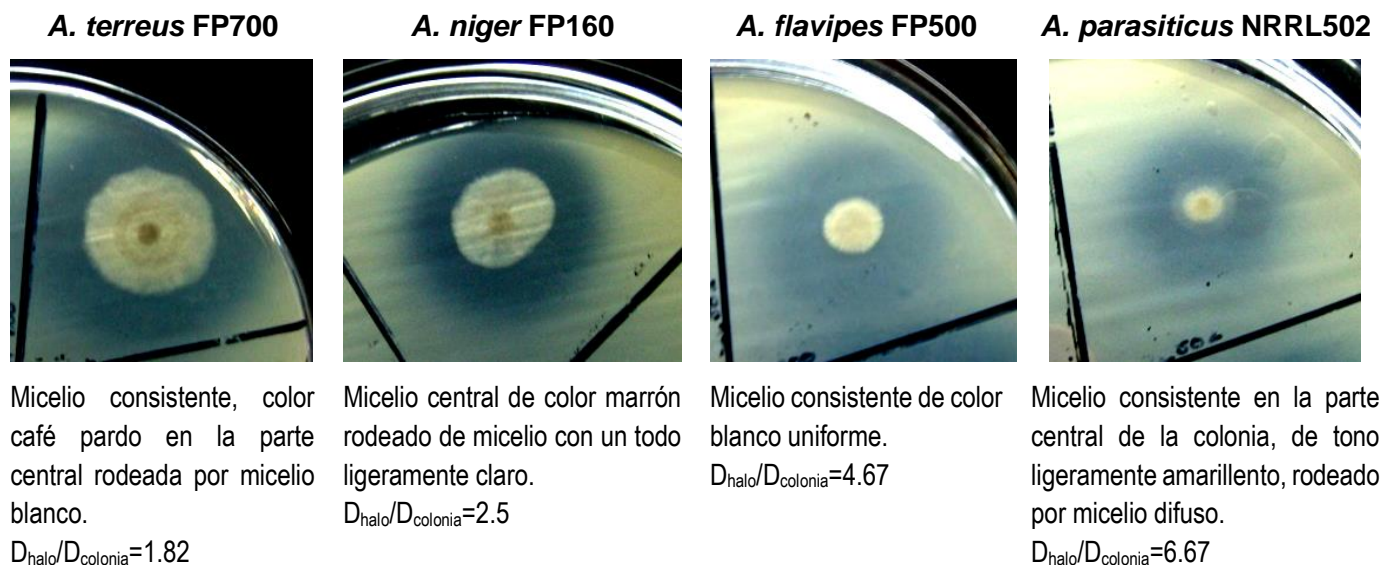 A. terreus FP700
A. niger FP160
A. flavipes FP500
A. parasiticus NRRL502
Micelio consistente, color
café pardo en la parte
central rodeada por micelio
blanco.
Dhalo/Dcolonia=1.82
Micelio central de color marrón
rodeado de micelio con un todo
ligeramente claro.
Dhalo/Dcolonia=2.5
Micelio consistente de color
blanco uniforme.
Dhalo/Dcolonia=4.67
Micelio consistente en la parte
central de la colonia, de tono
ligeramente amarillento, rodeado
por micelio difuso.
Dhalo/Dcolonia=6.67